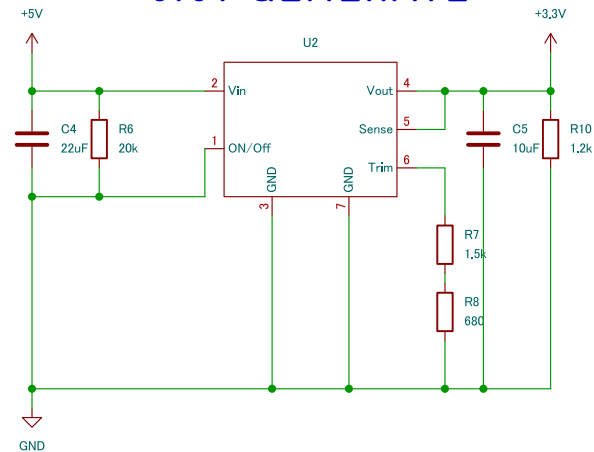 +5V
+3.3V
U2
2
Vin
Vout
4
C4
22uF
R6
20k
Sense
5
C5
10uF
R10
1.2k
1
ON/Off
Trim
6
GND
GND
3
7
R7
1.5k
R8
680
GND